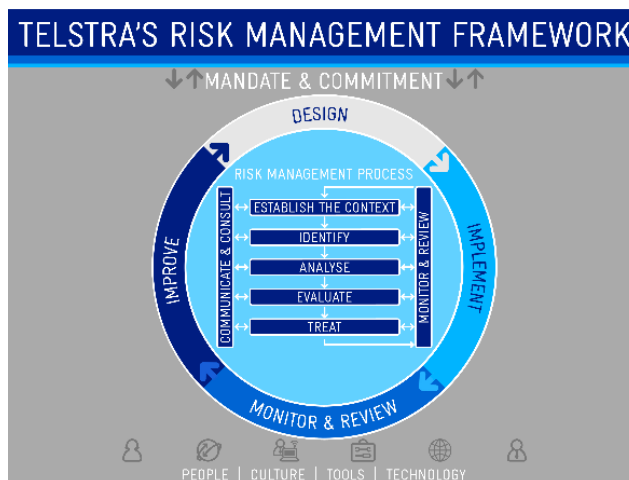 TELSTRA'S RISK MANAGEMENT FRAMEWORK
MANDATE & COMMITMENT
DESIGN
RISK MANAGEMENT PROCESS
COMMUNICATE & CONSULT
ESTABLISH THE CONTEXT
IDENTIFY
ANALYSE
EVALUATE
TREAT
MONITOR & REVIEW
IMPROVE
IMPLEMENT
MONITOR & REVIEW
PEOPLE | CULTURE | TOOLS | TECHNOLOGY